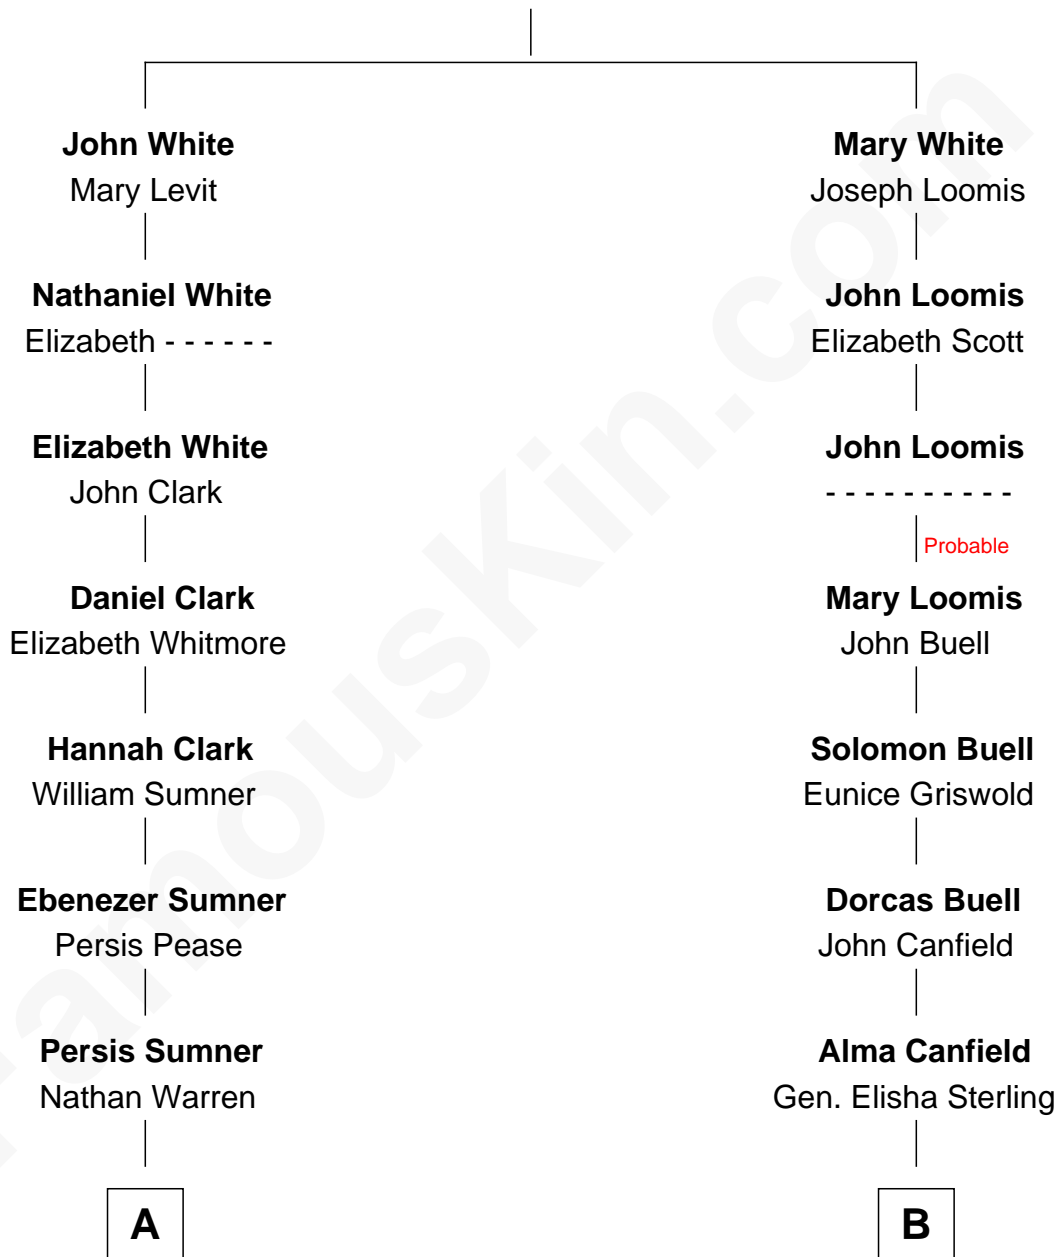 John White
Mary Levit
Mary White
Joseph Loomis
Nathaniel White
Elizabeth - - - - - -
John Loomis
Elizabeth Scott
Elizabeth White
John Clark
John Loomis
- - - - - - - - - -
Probable
Daniel Clark
Elizabeth Whitmore
Mary Loomis
John Buell
Hannah Clark
William Sumner
Solomon Buell
Eunice Griswold
Ebenezer Sumner
Persis Pease
Dorcas Buell
John Canfield
Persis Sumner
Nathan Warren
Alma Canfield
Gen. Elisha Sterling
A
B
FamousKin.com